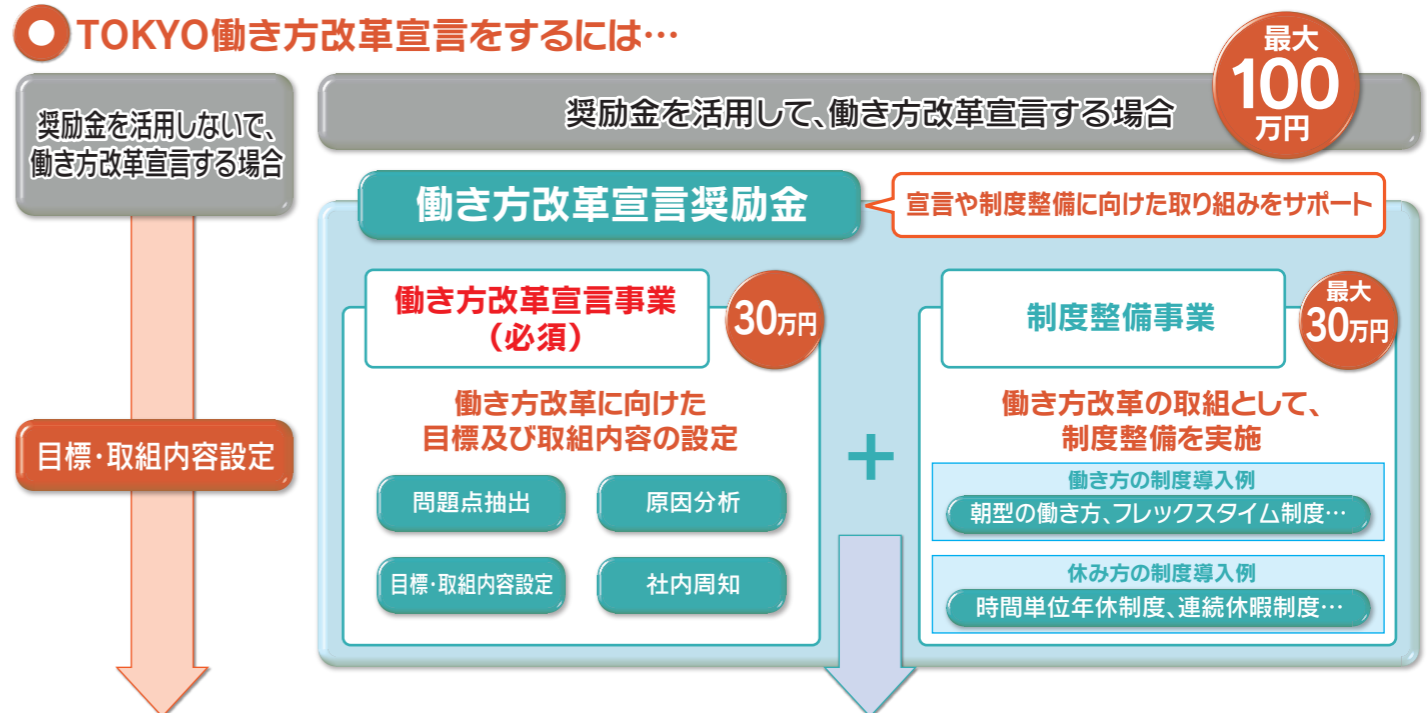 TOKYO働き方改革宣言をするには…
奨励金を活用しないで、
働き方改革宣言する場合
目標・取組内容設定
奨励金を活用して、働き方改革宣言する場合
最大
100
万円
働き方改革宣言奨励金
宣言や制度整備に向けた取り組みをサポート
働き方改革宣言事業
(必須)
30万円
働き方改革に向けた
目標及び取組内容の設定
問題点抽出
原因分析
目標・取組内容設定
社内周知
+
制度整備事業
最大
30万円
働き方改革の取組として、
制度整備を実施
働き方の制度導入例
朝型の働き方、フレックスタイム制度…
休み方の制度導入例
時間単位年休制度、連続休暇制度…